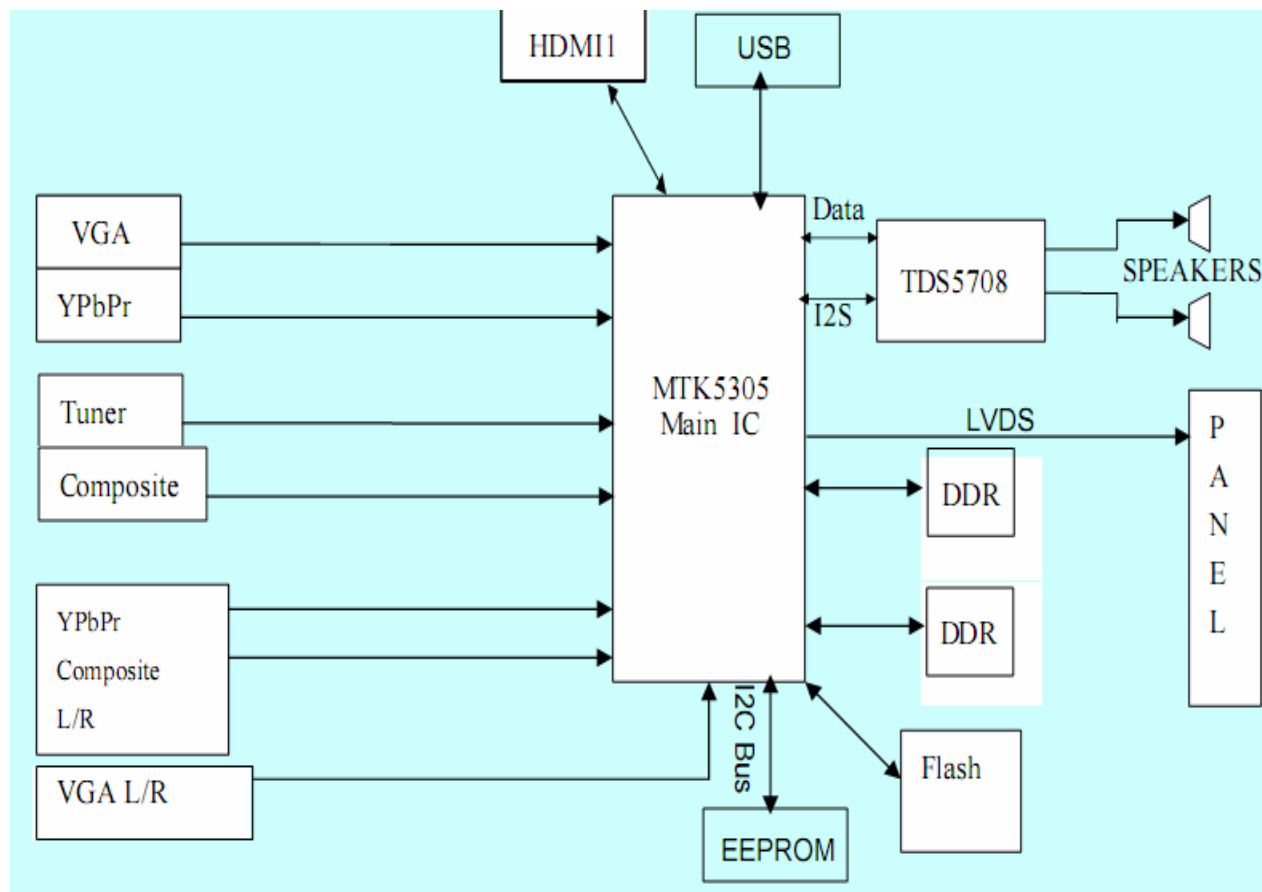 HDMI1
USB
VGA
YPbPr
Tuner
Composite
YPbPr
Composite
L/R
VGA L/R
MTK5305
Main IC
Data
I2S
TDS5708
SPEAKERS
LVDS
DDR
DDR
P
A
N
E
L
I2C Bus
Flash
EEPROM